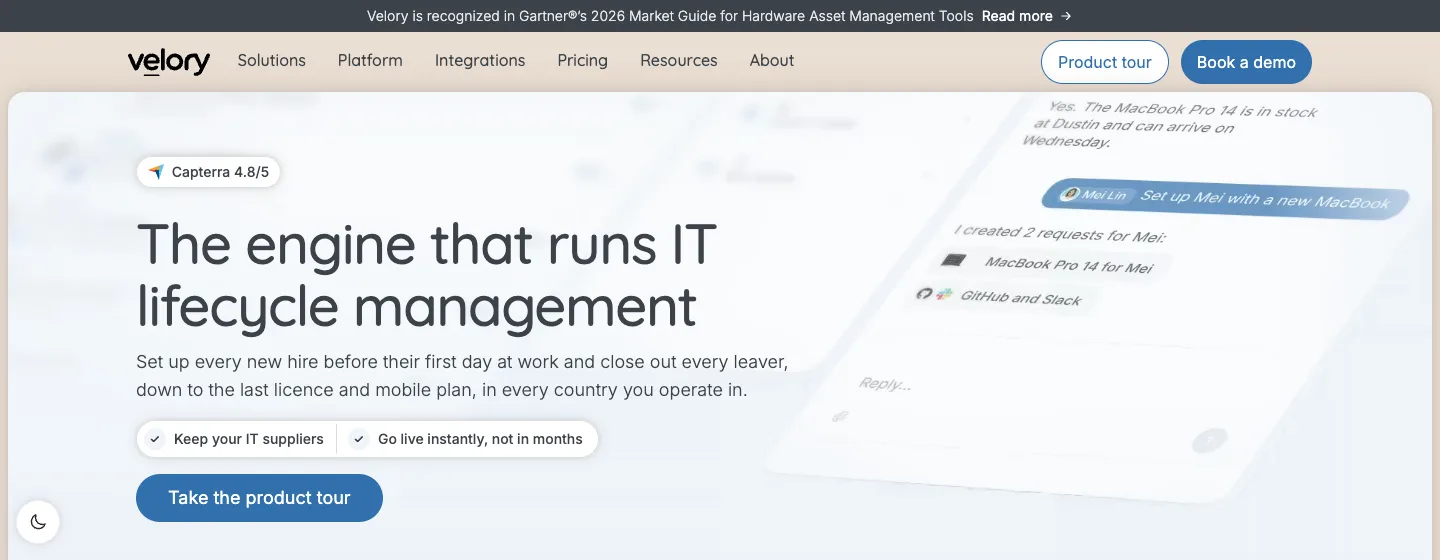 Velory is recognized in Gartner®'s 2026 Market Guide for Hardware Asset Management Tools Read more →
velory Solutions Platform Integrations Pricing Resources About Product tour Book a demo
Yes. The MacBook Pro 14 is in stock
at Dustin and can arrive on
Wednesday.
Capterra 4.8/5
Mei Lin Set up Mei with a new MacBook
The engine that runs IT
lifecycle management
I created 2 requests for Mei:
MacBook Pro 14 for Mei
GitHub and Slack
Set up every new hire before their first day at work and close out every leaver,
down to the last licence and mobile plan, in every country you operate in.
Reply...
Keep your IT suppliers Go live instantly, not in months
Take the product tour